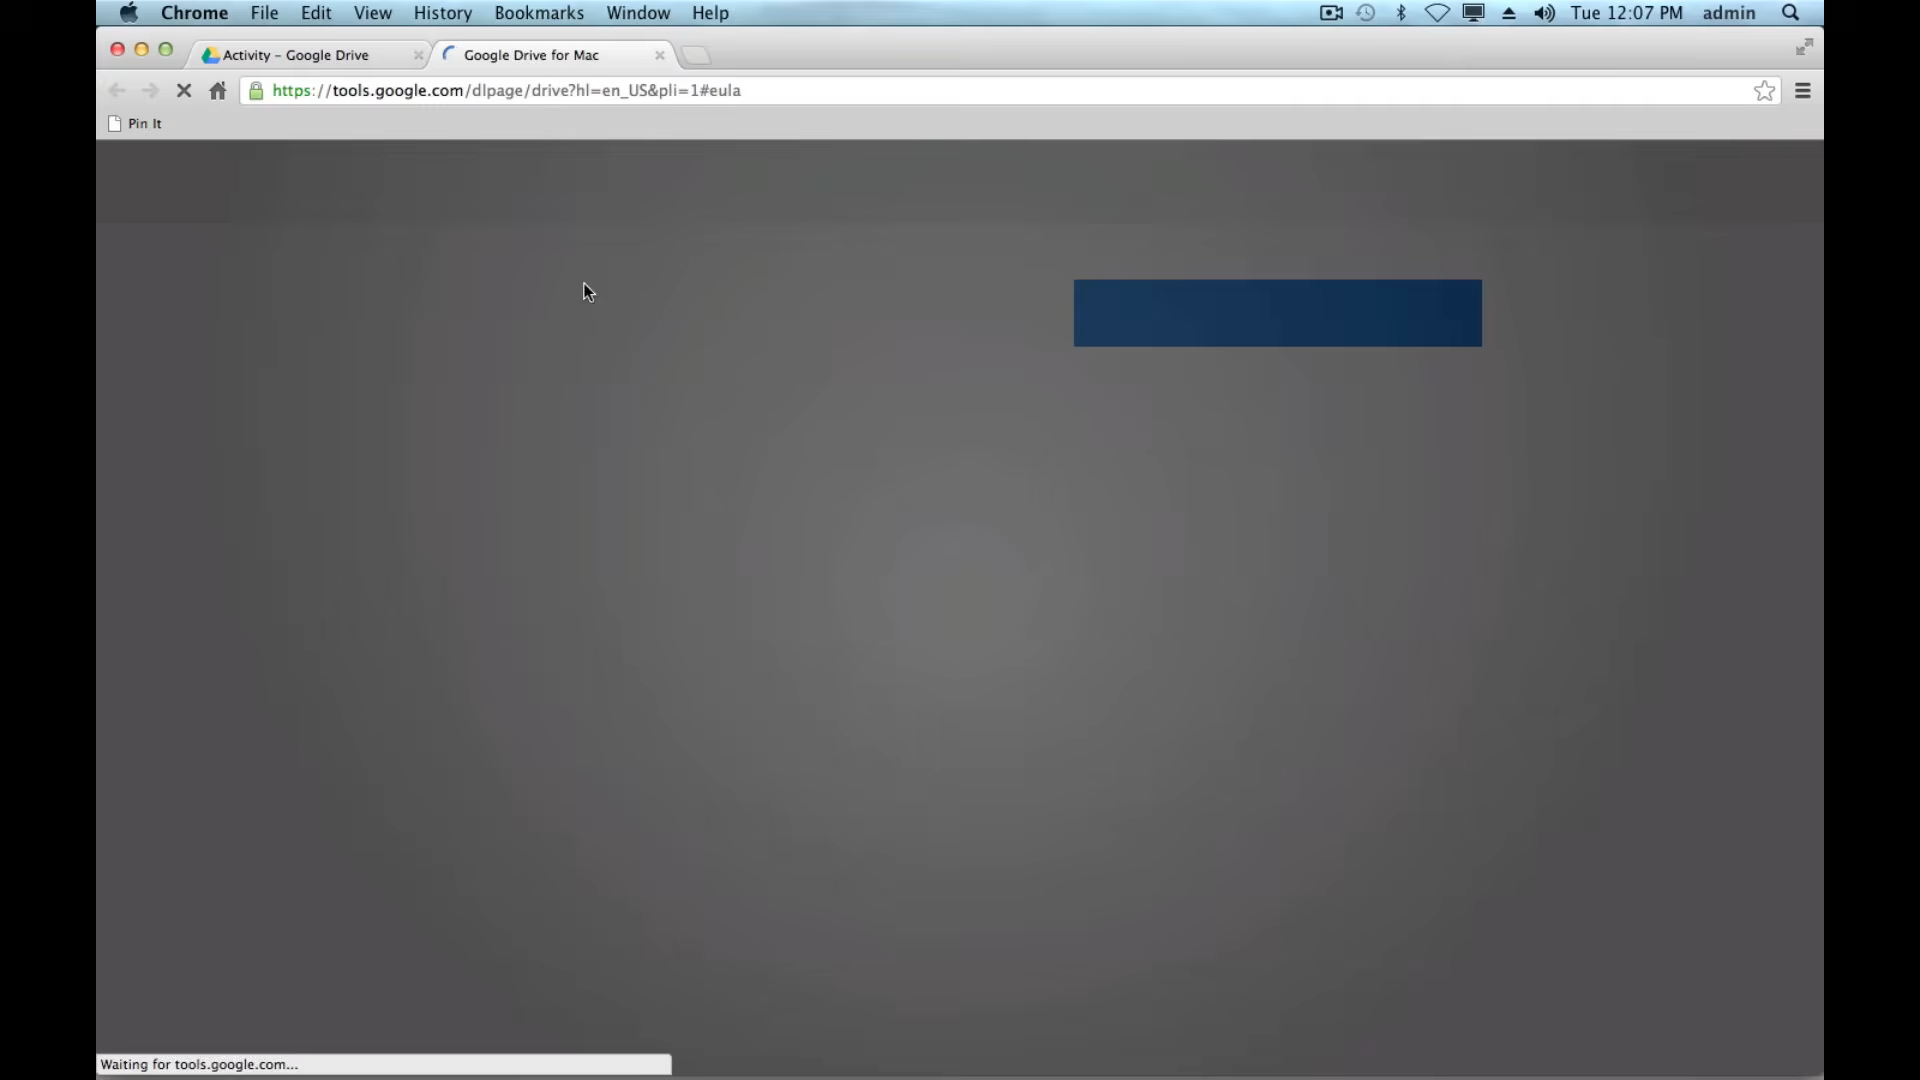 Chrome File Edit View History Bookmarks Window Help Tue 12:07 PM admin
Activity – Google Drive Google Drive for Mac
https://tools.google.com/dlpage/drive?hl=en_US&pli=1#eula
Pin It
Waiting for tools.google.com...